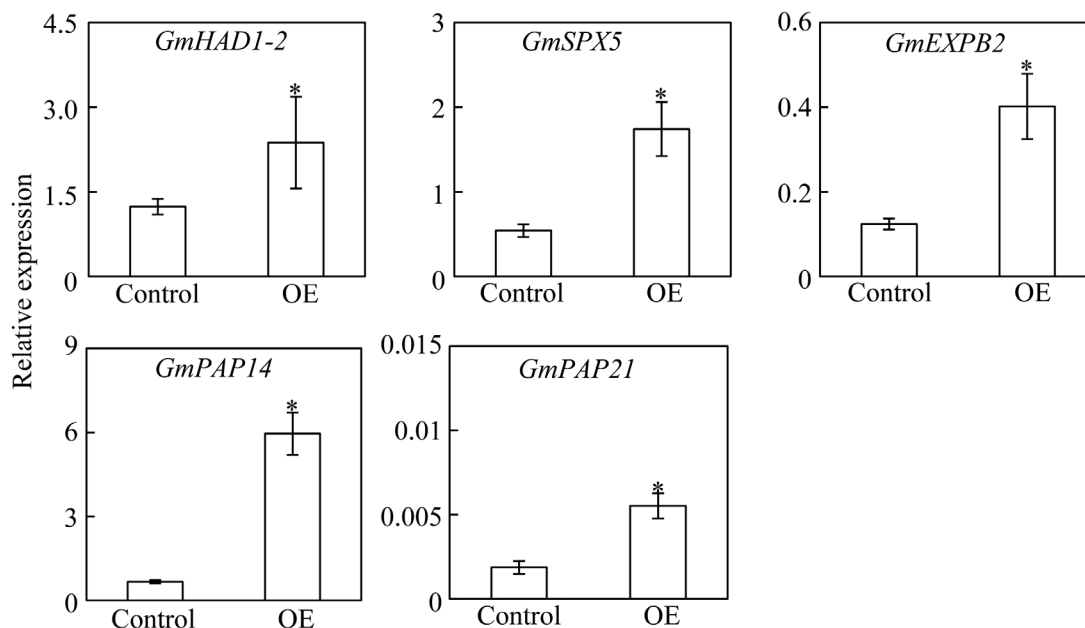 Relative expression
4.5
3.0
1.5
0
GmHAD1-2
*
Control OE
3
2
1
0
GmSPX5
*
Control OE
0.6
0.4
0.2
0
GmEXPB2
*
Control OE
9
6
3
0
GmPAP14
*
Control OE
0.015
0.01
0.005
0
GmPAP21
*
Control OE